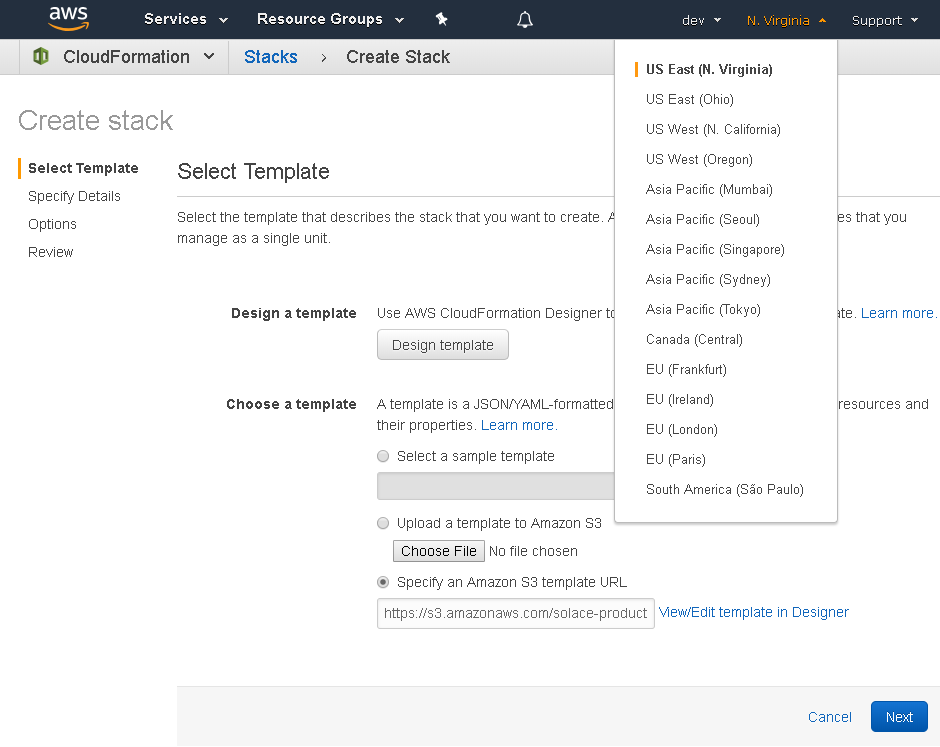 aws Services Resource Groups dev N. Virginia Support
CloudFormation Stacks › Create Stack
Create stack
Select Template
Specify Details
Options
Review
Select Template
Select the template that describes the stack that you want to create. A es that you
manage as a single unit.
Design a template
Use AWS CloudFormation Designer to ate. Learn more.
Design template
Choose a template
A template is a JSON/YAML-formatted resources and
their properties. Learn more.
Select a sample template
Upload a template to Amazon S3
Choose File No file chosen
Specify an Amazon S3 template URL
https://s3.amazonaws.com/solace-product View/Edit template in Designer
Cancel Next
US East (N. Virginia)
US East (Ohio)
US West (N. California)
US West (Oregon)
Asia Pacific (Mumbai)
Asia Pacific (Seoul)
Asia Pacific (Singapore)
Asia Pacific (Sydney)
Asia Pacific (Tokyo)
Canada (Central)
EU (Frankfurt)
EU (Ireland)
EU (London)
EU (Paris)
South America (São Paulo)